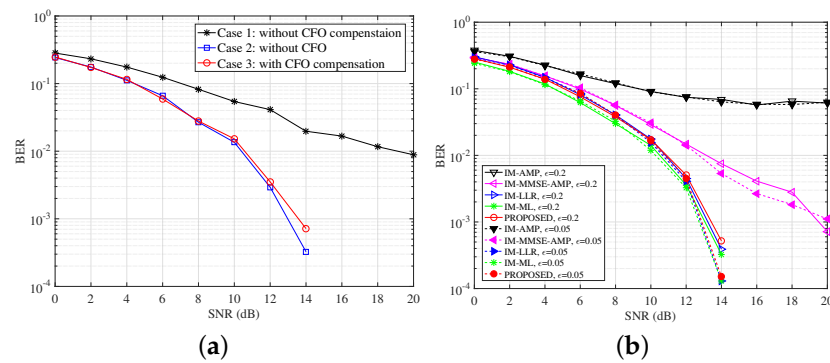 10^0
10^-1
10^-2
10^-3
10^-4
BER
0 2 4 6 8 10 12 14 16 18 20
SNR (dB)
Case 1: without CFO compenstaion
Case 2: without CFO
Case 3: with CFO compensation
(a)
10^0
10^-1
10^-2
10^-3
10^-4
BER
0 2 4 6 8 10 12 14 16 18 20
SNR (dB)
IM-AMP, ϵ=0.2
IM-MMSE-AMP, ϵ=0.2
IM-LLR, ϵ=0.2
IM-ML, ϵ=0.2
PROPOSED, ϵ=0.2
IM-AMP, ϵ=0.05
IM-MMSE-AMP, ϵ=0.05
IM-LLR, ϵ=0.05
IM-ML, ϵ=0.05
PROPOSED, ϵ=0.05
(b)